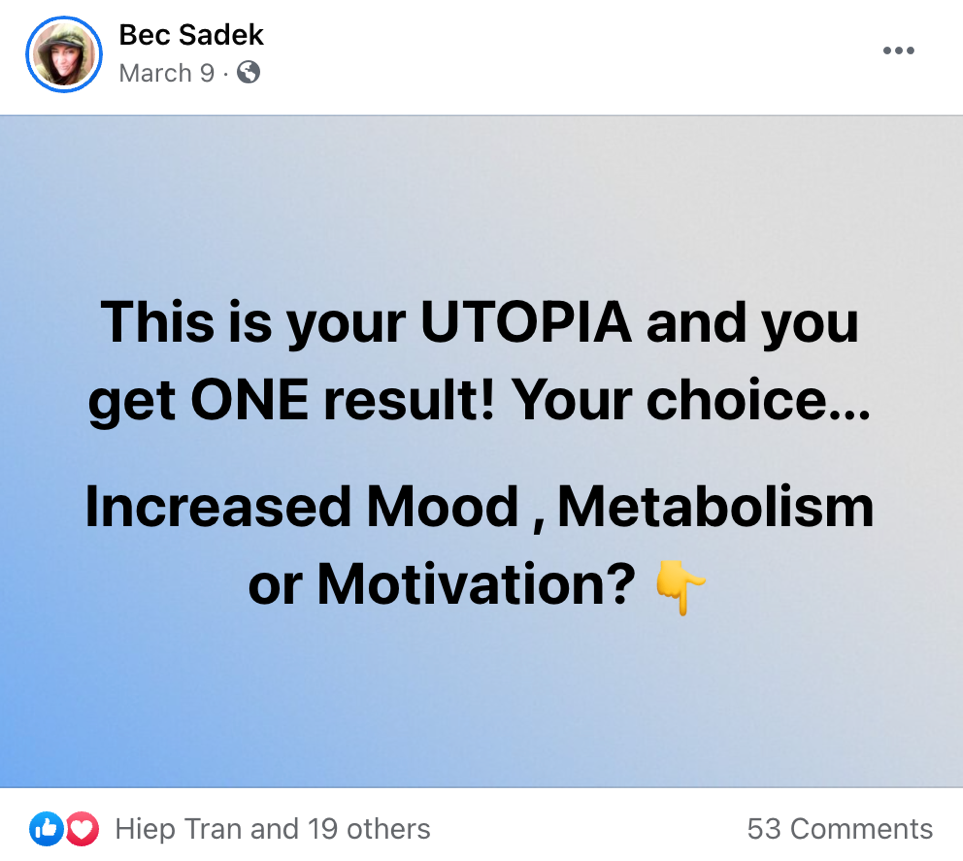 Bec Sadek
March 9 ·
This is your UTOPIA and you
get ONE result! Your choice...
Increased Mood , Metabolism
or Motivation? 👇
Hiep Tran and 19 others
53 Comments